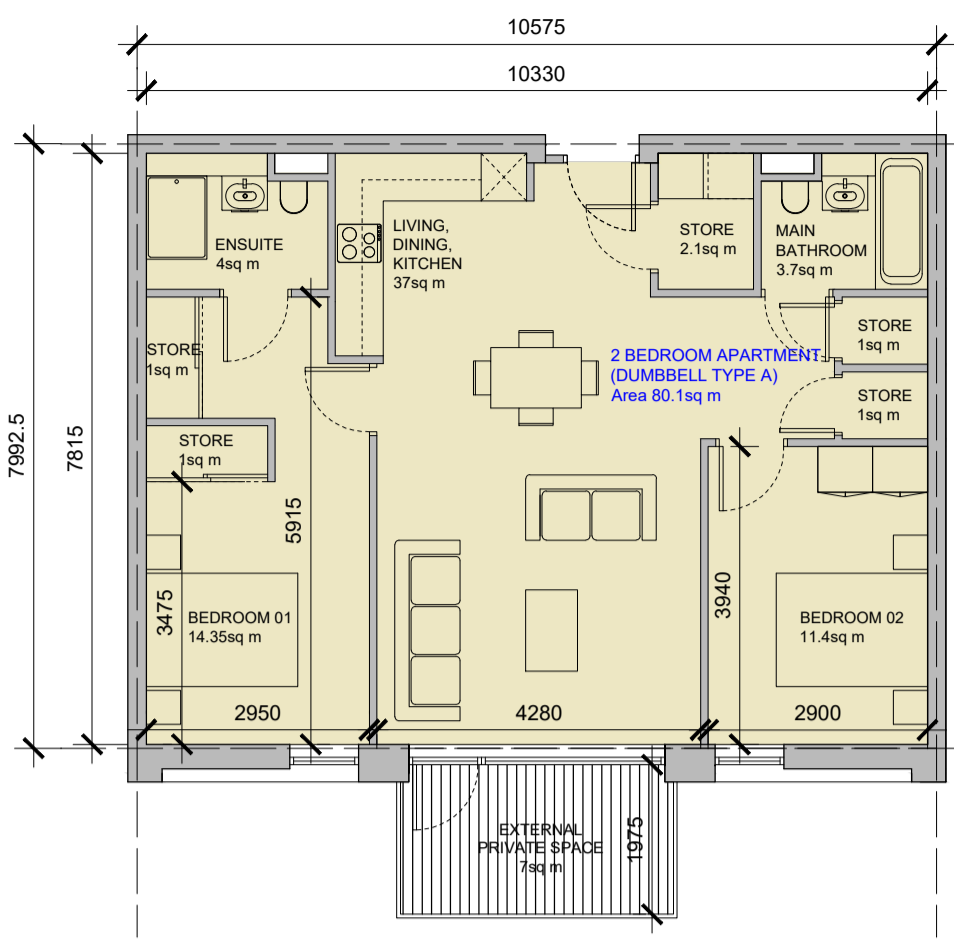 10575
10330
7992.5
7815
ENSUITE
4sq m
LIVING,
DINING,
KITCHEN
37sq m
STORE
2.1sq m
MAIN
BATHROOM
3.7sq m
STORE
1sq m
STORE
1sq m
2 BEDROOM APARTMENT
(DUMBBELL TYPE A)
Area 80.1sq m
STORE
1sq m
STORE
1sq m
5915
3475
3940
BEDROOM 01
14.35sq m
BEDROOM 02
11.4sq m
2950
4280
2900
EXTERNAL
PRIVATE SPACE
7sq m
1975